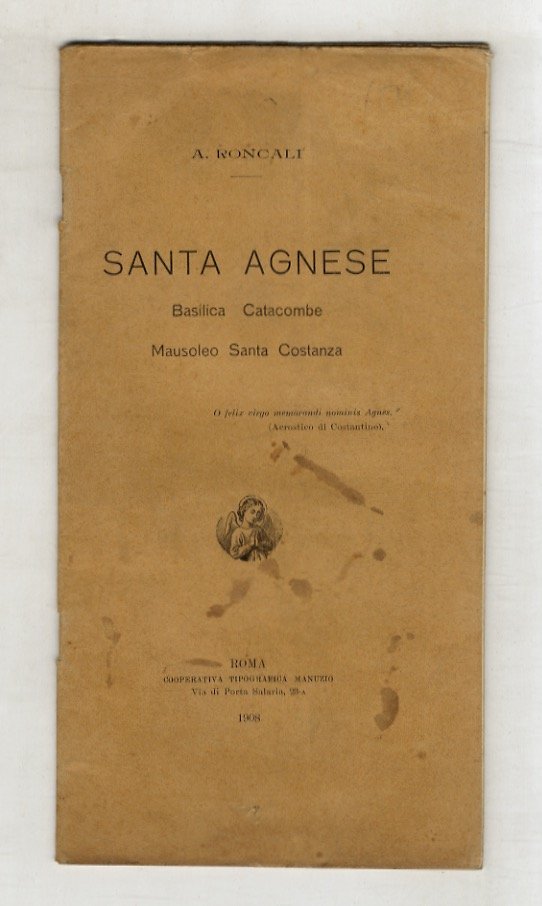 A. RONCALI
SANTA AGNESE
Basilica Catacombe
Mausoleo Santa Costanza
O felix virgo memorandi nominis Agnes.
(Acrostico di Costantino).
ROMA
COOPERATIVA TIPOGRAFICA MANUZIO
Via di Porta Salaria, 23-A
1908